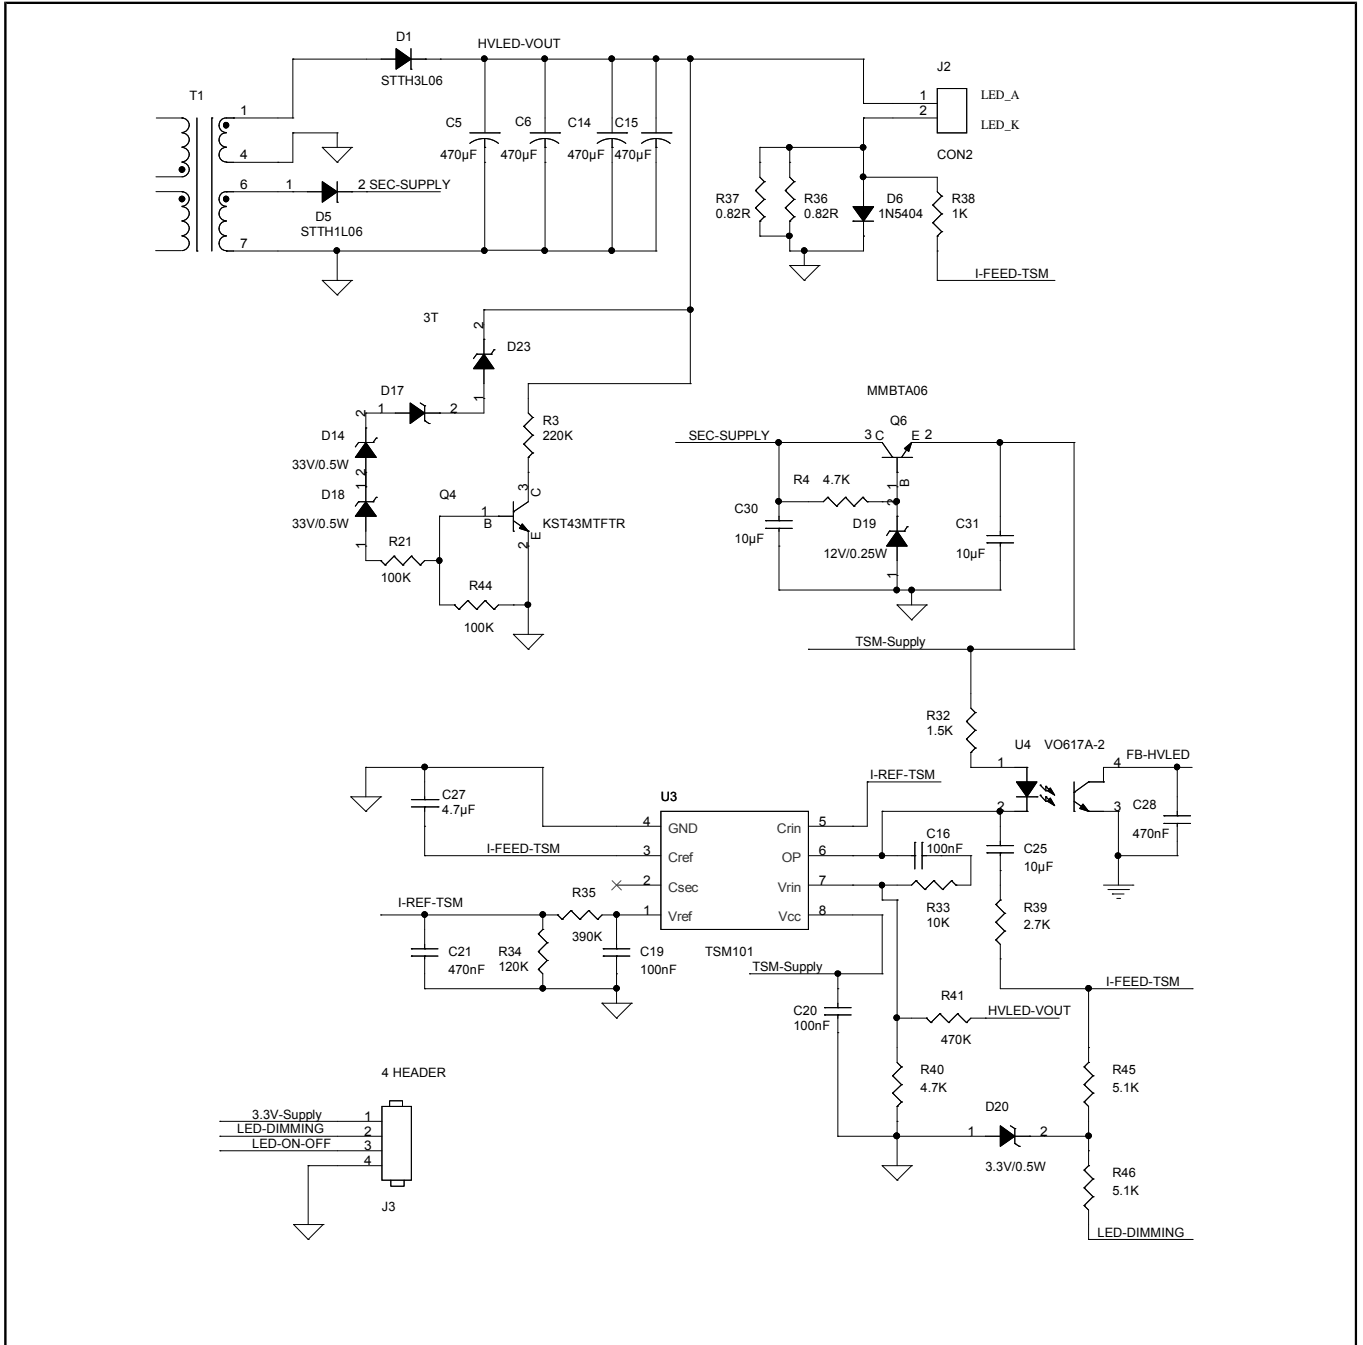 D1
HVLED-VOUT
STTH3L06
J2
T1
1
1
LED_A
2
LED_K
C5
C6
C14
C15
470µF
470µF
470µF
470µF
4
CON2
6
1
2
SEC-SUPPLY
D5
STTH1L06
R37
0.82R
R36
0.82R
D6
1N5404
R38
1K
7
I-FEED-TSM
3T
2
D23
1
D17
1
2
MMBTA06
2
D14
33V/0.5W
1
R3
220K
SEC-SUPPLY
3
C
Q6
E
2
2
D18
33V/0.5W
1
Q4
3
C
1
B
KST43MTFTR
E
2
R4
4.7K
1
B
2
C30
10µF
D19
12V/0.25W
1
C31
10µF
R21
100K
R44
100K
TSM-Supply
R32
1.5K
U4
VO617A-2
1
4
FB-HVLED
2
3
C28
470nF
I-REF-TSM
C27
4.7µF
U3
4
GND
Crin
5
I-FEED-TSM
3
Cref
OP
6
C16
100nF
C25
10µF
2
Csec
Vrin
7
I-REF-TSM
R35
390K
1
Vref
Vcc
8
R33
10K
R39
2.7K
C21
470nF
R34
120K
C19
100nF
TSM101
TSM-Supply
I-FEED-TSM
C20
100nF
R41
470K
HVLED-VOUT
R40
4.7K
R45
5.1K
4 HEADER
D20
1
2
3.3V/0.5W
3.3V-Supply
1
LED-DIMMING
2
LED-ON-OFF
3
4
R46
5.1K
J3
LED-DIMMING